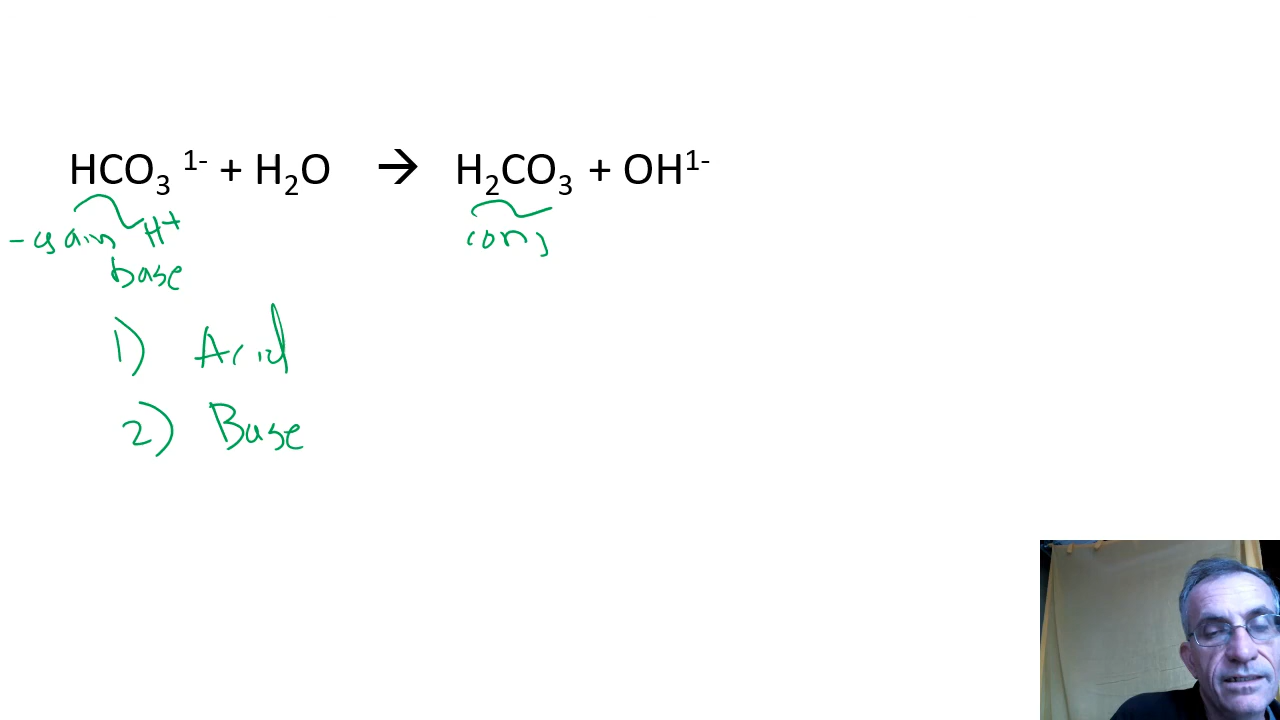 HCO₃ ¹⁻ + H₂O → H₂CO₃ + OH¹⁻
- gain H⁺ conj
base
1) Acid
2) Base